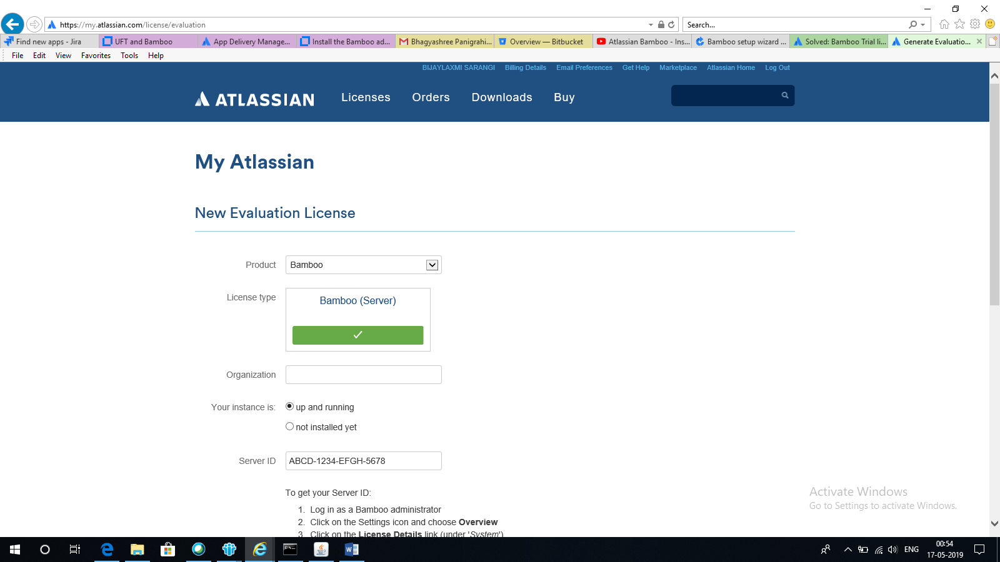 https://my.atlassian.com/license/evaluation
Search...
Find new apps - Jira
UFT and Bamboo
App Delivery Manage...
Install the Bamboo ad...
Bhagyashree Panigrahi...
Overview — Bitbucket
Atlassian Bamboo - Ins...
Bamboo setup wizard ...
Solved: Bamboo Trial li...
Generate Evaluatio...
File Edit View Favorites Tools Help
BIJAYLAXMI SARANGI Billing Details Email Preferences Get Help Marketplace Atlassian Home Log Out
ATLASSIAN Licenses Orders Downloads Buy
My Atlassian
New Evaluation License
Product Bamboo
License type Bamboo (Server)
Organization
Your instance is: up and running
not installed yet
Server ID ABCD-1234-EFGH-5678
To get your Server ID:
1. Log in as a Bamboo administrator
2. Click on the Settings icon and choose Overview
3. Click on the License Details link (under 'System')
Activate Windows
Go to Settings to activate Windows.
ENG
00:54
17-05-2019